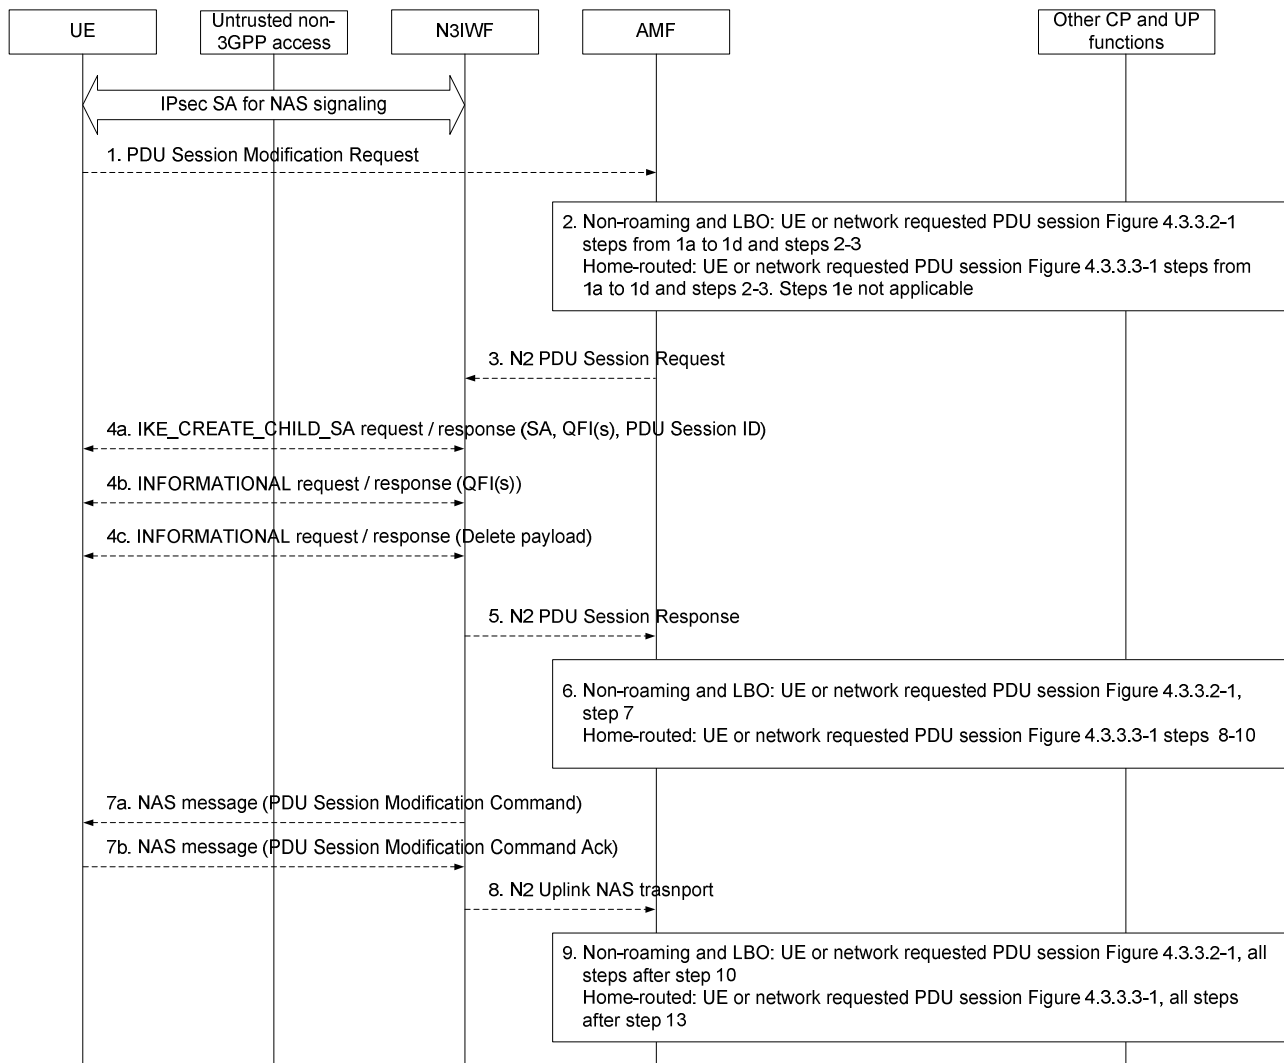 UE
Untrusted non-
3GPP access
N3IWF
AMF
Other CP and UP
functions
IPsec SA for NAS signaling
1. PDU Session Modification Request
2. Non-roaming and LBO: UE or network requested PDU session Figure 4.3.3.2-1
steps from 1a to 1d and steps 2-3
Home-routed: UE or network requested PDU session Figure 4.3.3.3-1 steps from
1a to 1d and steps 2-3. Steps 1e not applicable
3. N2 PDU Session Request
4a. IKE_CREATE_CHILD_SA request / response (SA, QFI(s), PDU Session ID)
4b. INFORMATIONAL request / response (QFI(s))
4c. INFORMATIONAL request / response (Delete payload)
5. N2 PDU Session Response
6. Non-roaming and LBO: UE or network requested PDU session Figure 4.3.3.2-1,
step 7
Home-routed: UE or network requested PDU session Figure 4.3.3.3-1 steps 8-10
7a. NAS message (PDU Session Modification Command)
7b. NAS message (PDU Session Modification Command Ack)
8. N2 Uplink NAS trasnport
9. Non-roaming and LBO: UE or network requested PDU session Figure 4.3.3.2-1, all
steps after step 10
Home-routed: UE or network requested PDU session Figure 4.3.3.3-1, all steps
after step 13